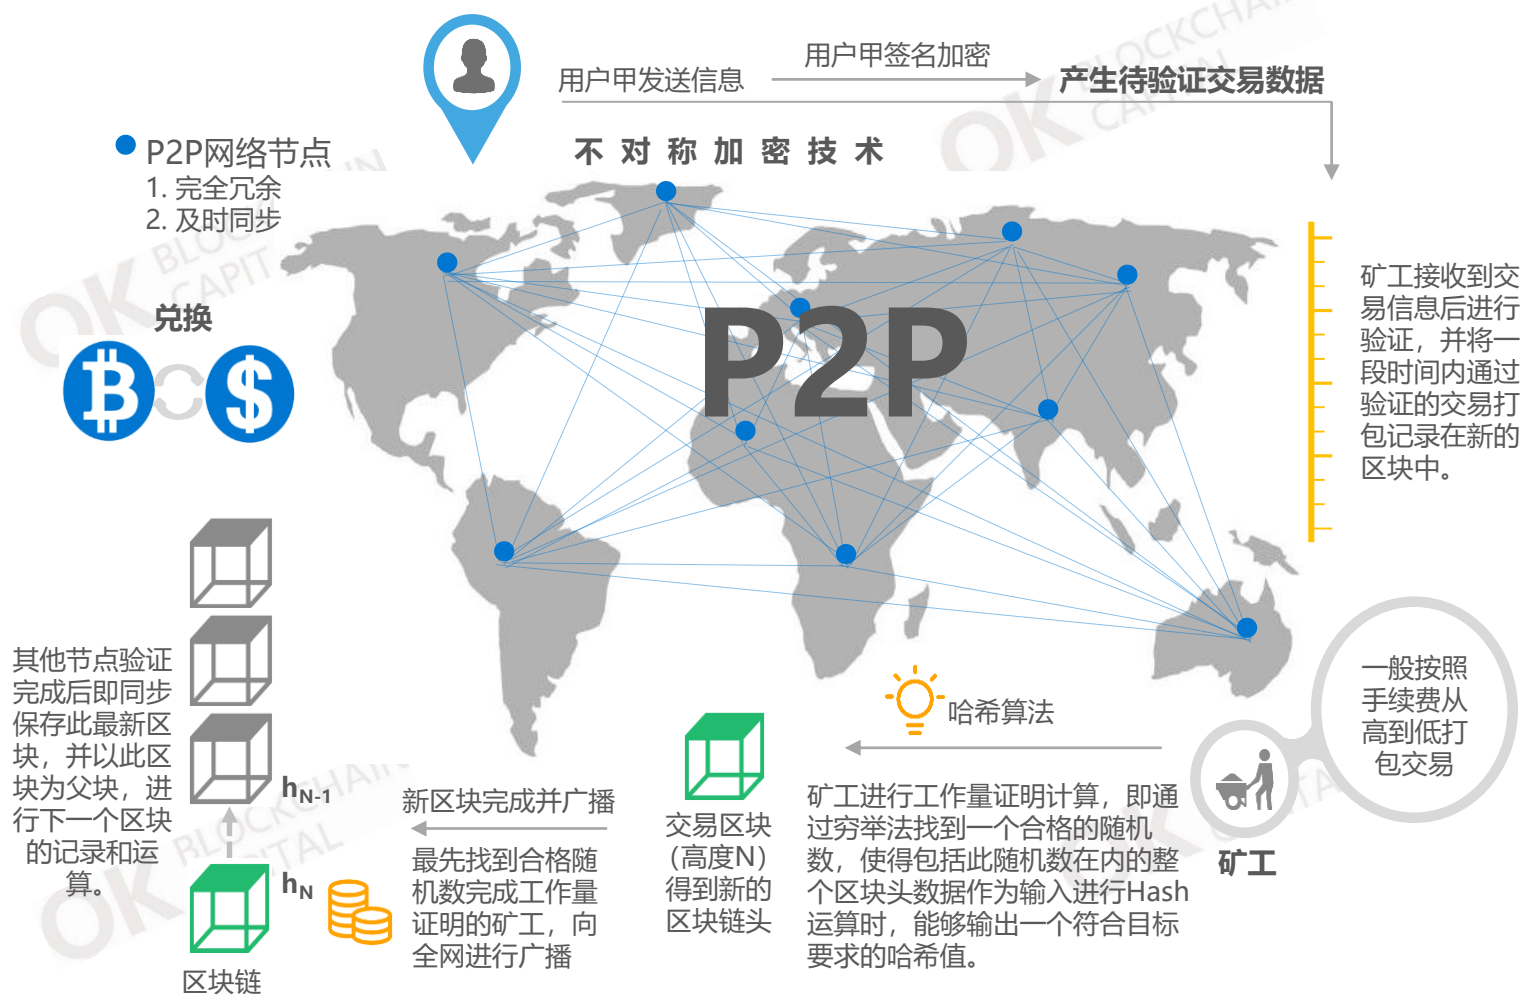 用户甲发送信息
用户甲签名加密
产生待验证交易数据
不对称加密技术
P2P网络节点
1. 完全冗余
2. 及时同步
兑换
P2P
矿工接收到交
易信息后进行
验证，并将一
段时间内通过
验证的交易打
包记录在新的
区块中。
一般按照
手续费从
高到低打
包交易
矿工
哈希算法
矿工进行工作量证明计算，即通
过穷举法找到一个合格的随机
数，使得包括此随机数在内的整
个区块头数据作为输入进行Hash
运算时，能够输出一个符合目标
要求的哈希值。
交易区块
（高度N）
得到新的
区块链头
新区块完成并广播
最先找到合格随
机数完成工作量
证明的矿工，向
全网进行广播
hN-1
hN
区块链
其他节点验证
完成后即同步
保存此最新区
块，并以此区
块为父块，进
行下一个区块
的记录和运
算。
OK BLOCKCHAIN
CAPITAL